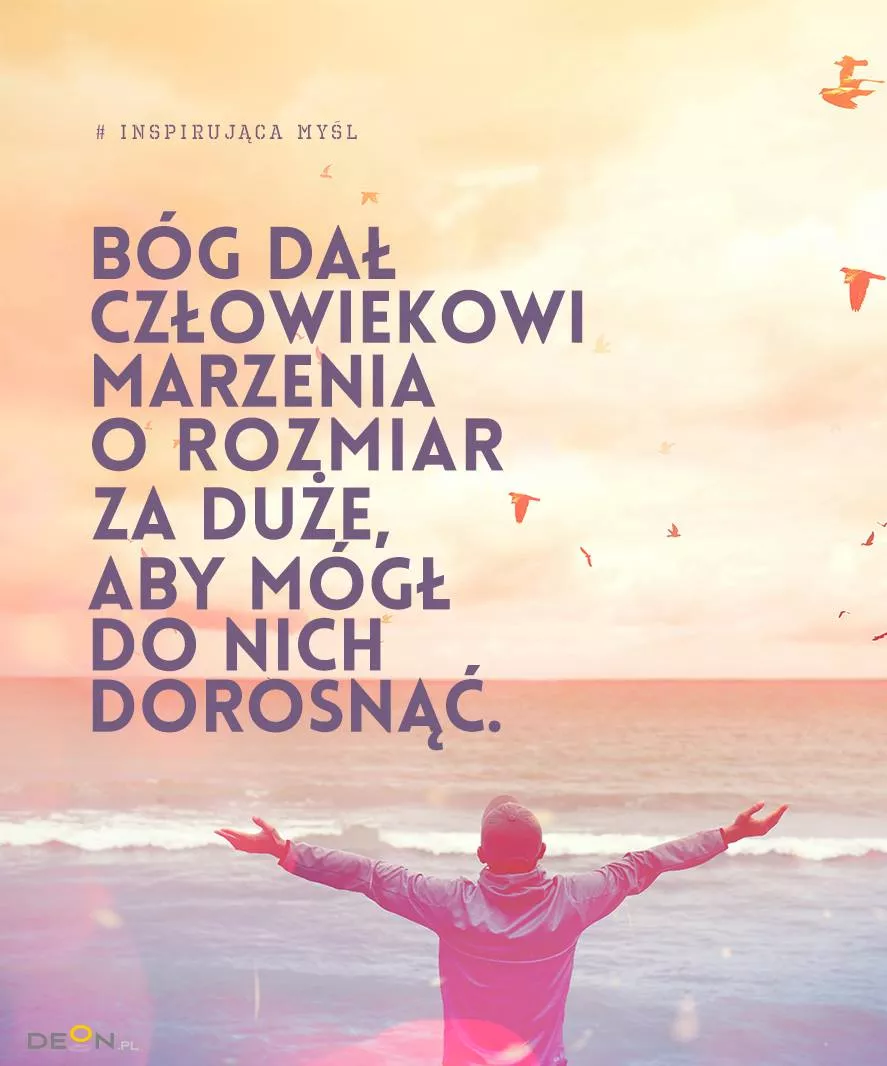 # INSPIRUJĄCA MYŚL
BÓG DAŁ
CZŁOWIEKOWI
MARZENIA
O ROZMIAR
ZA DUŻE,
ABY MÓGŁ
DO NICH
DOROSNĄĆ.
DEON.PL